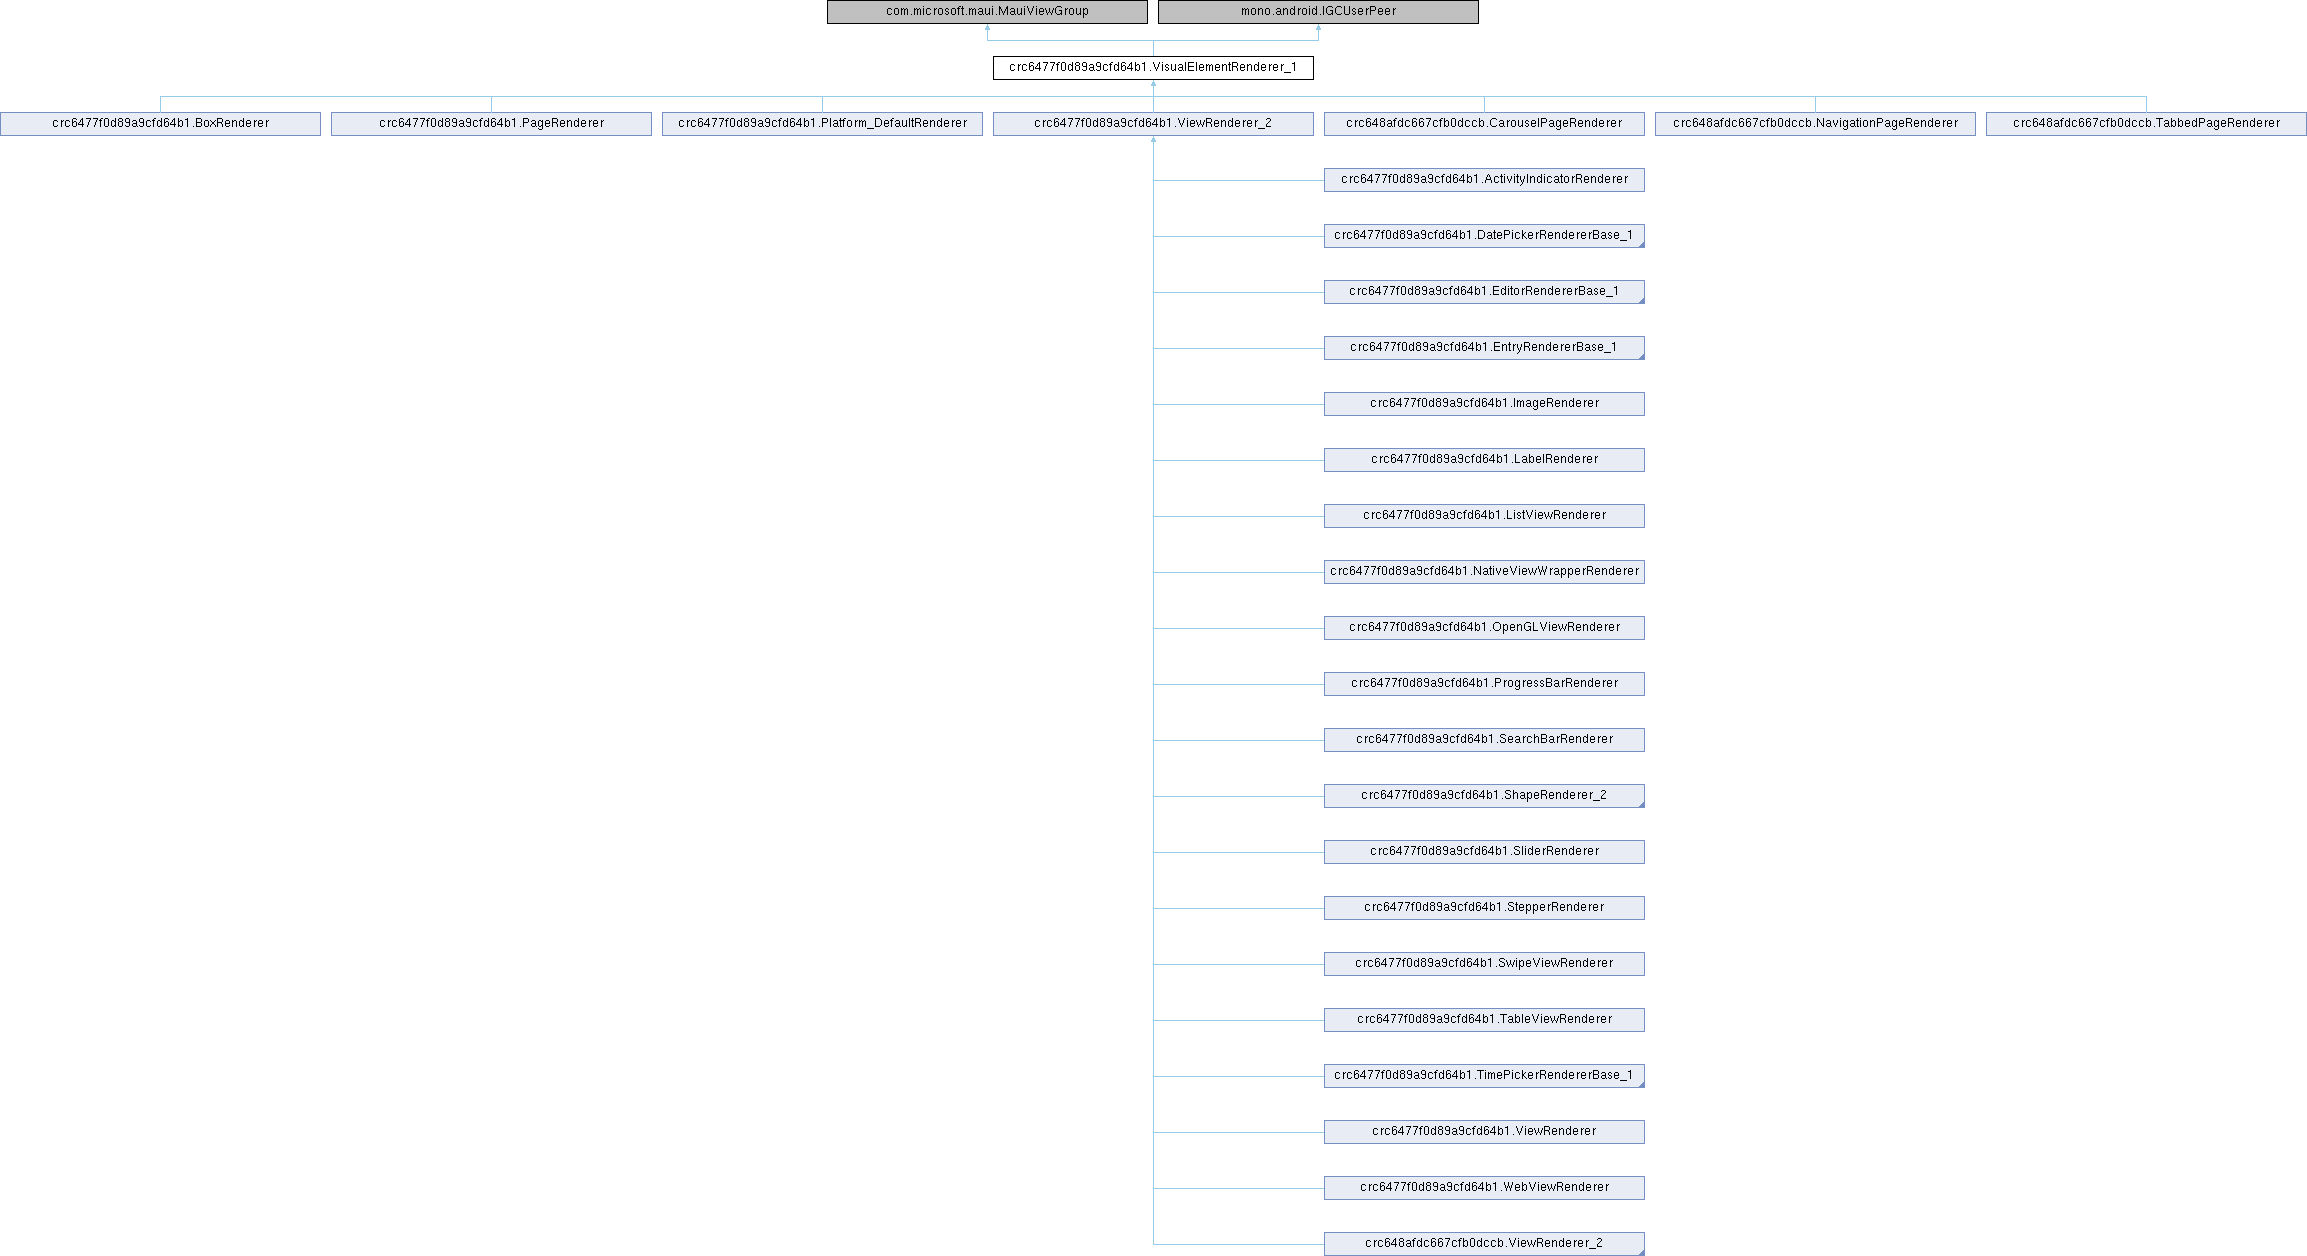 com.microsoft.maui.MauiViewGroup
mono.android.IGCUserPeer
crc6477f0d89a9cfd64b1.VisualElementRenderer_1
crc6477f0d89a9cfd64b1.BoxRenderer
crc6477f0d89a9cfd64b1.PageRenderer
crc6477f0d89a9cfd64b1.Platform_DefaultRenderer
crc6477f0d89a9cfd64b1.ViewRenderer_2
crc648afdc667cfb0dccb.CarouselPageRenderer
crc648afdc667cfb0dccb.NavigationPageRenderer
crc648afdc667cfb0dccb.TabbedPageRenderer
crc6477f0d89a9cfd64b1.ActivityIndicatorRenderer
crc6477f0d89a9cfd64b1.DatePickerRendererBase_1
crc6477f0d89a9cfd64b1.EditorRendererBase_1
crc6477f0d89a9cfd64b1.EntryRendererBase_1
crc6477f0d89a9cfd64b1.ImageRenderer
crc6477f0d89a9cfd64b1.LabelRenderer
crc6477f0d89a9cfd64b1.ListViewRenderer
crc6477f0d89a9cfd64b1.NativeViewWrapperRenderer
crc6477f0d89a9cfd64b1.OpenGLViewRenderer
crc6477f0d89a9cfd64b1.ProgressBarRenderer
crc6477f0d89a9cfd64b1.SearchBarRenderer
crc6477f0d89a9cfd64b1.ShapeRenderer_2
crc6477f0d89a9cfd64b1.SliderRenderer
crc6477f0d89a9cfd64b1.StepperRenderer
crc6477f0d89a9cfd64b1.SwipeViewRenderer
crc6477f0d89a9cfd64b1.TableViewRenderer
crc6477f0d89a9cfd64b1.TimePickerRendererBase_1
crc6477f0d89a9cfd64b1.ViewRenderer
crc6477f0d89a9cfd64b1.WebViewRenderer
crc648afdc667cfb0dccb.ViewRenderer_2